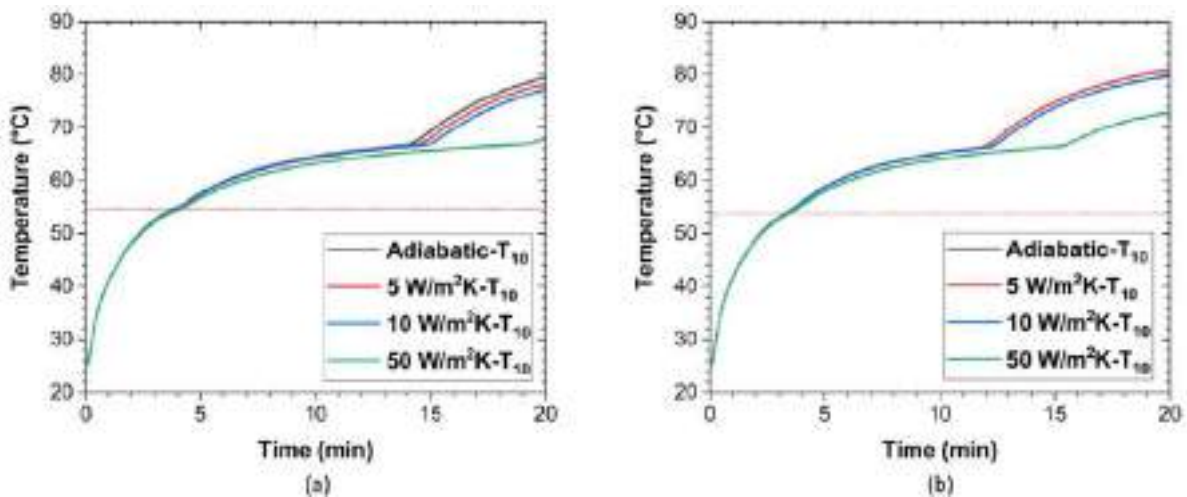 90
80
70
60
50
40
30
20
Temperature (°C)
Adiabatic-T₁₀
5 W/m²K-T₁₀
10 W/m²K-T₁₀
50 W/m²K-T₁₀
0 5 10 15 20
Time (min)
(a)
90
80
70
60
50
40
30
20
Temperature (°C)
Adiabatic-T₁₀
5 W/m²K-T₁₀
10 W/m²K-T₁₀
50 W/m²K-T₁₀
0 5 10 15 20
Time (min)
(b)